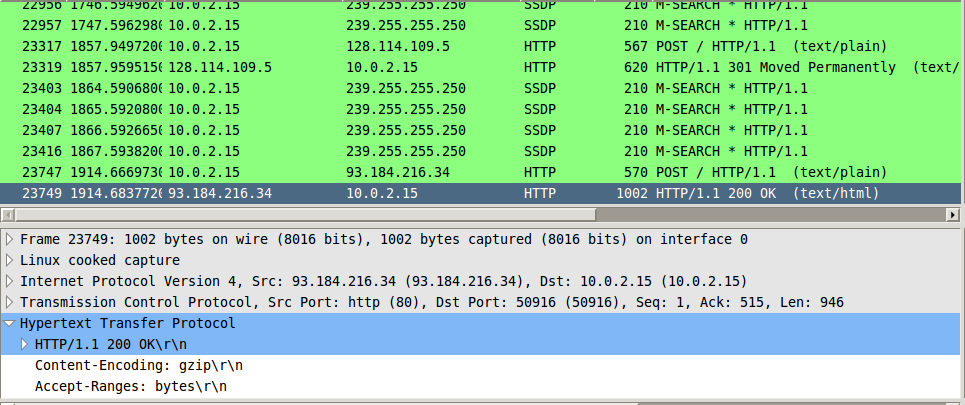 22956 1746.5949620 10.0.2.15 239.255.255.250 SSDP 210 M-SEARCH * HTTP/1.1
22957 1747.5962980 10.0.2.15 239.255.255.250 SSDP 210 M-SEARCH * HTTP/1.1
23317 1857.9497200 10.0.2.15 128.114.109.5 HTTP 567 POST / HTTP/1.1 (text/plain)
23319 1857.9595150 128.114.109.5 10.0.2.15 HTTP 620 HTTP/1.1 301 Moved Permanently (text/
23403 1864.5906800 10.0.2.15 239.255.255.250 SSDP 210 M-SEARCH * HTTP/1.1
23404 1865.5920800 10.0.2.15 239.255.255.250 SSDP 210 M-SEARCH * HTTP/1.1
23407 1866.5926650 10.0.2.15 239.255.255.250 SSDP 210 M-SEARCH * HTTP/1.1
23416 1867.5938200 10.0.2.15 239.255.255.250 SSDP 210 M-SEARCH * HTTP/1.1
23747 1914.6669730 10.0.2.15 93.184.216.34 HTTP 570 POST / HTTP/1.1 (text/plain)
23749 1914.6837720 93.184.216.34 10.0.2.15 HTTP 1002 HTTP/1.1 200 OK (text/html)
Frame 23749: 1002 bytes on wire (8016 bits), 1002 bytes captured (8016 bits) on interface 0
Linux cooked capture
Internet Protocol Version 4, Src: 93.184.216.34 (93.184.216.34), Dst: 10.0.2.15 (10.0.2.15)
Transmission Control Protocol, Src Port: http (80), Dst Port: 50916 (50916), Seq: 1, Ack: 515, Len: 946
Hypertext Transfer Protocol
HTTP/1.1 200 OK\r\n
Content-Encoding: gzip\r\n
Accept-Ranges: bytes\r\n